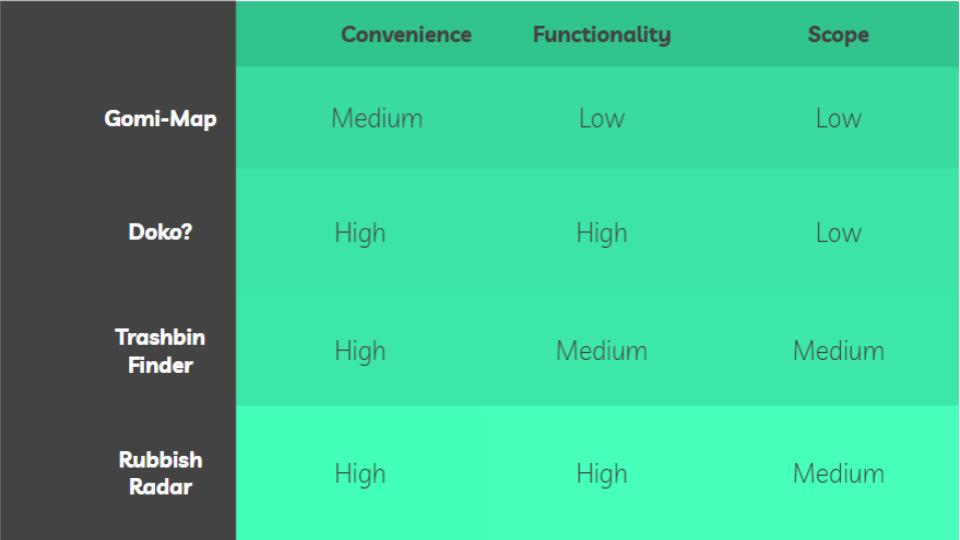 Convenience Functionality Scope
Gomi-Map Medium Low Low
Doko? High High Low
Trashbin
Finder High Medium Medium
Rubbish
Radar High High Medium